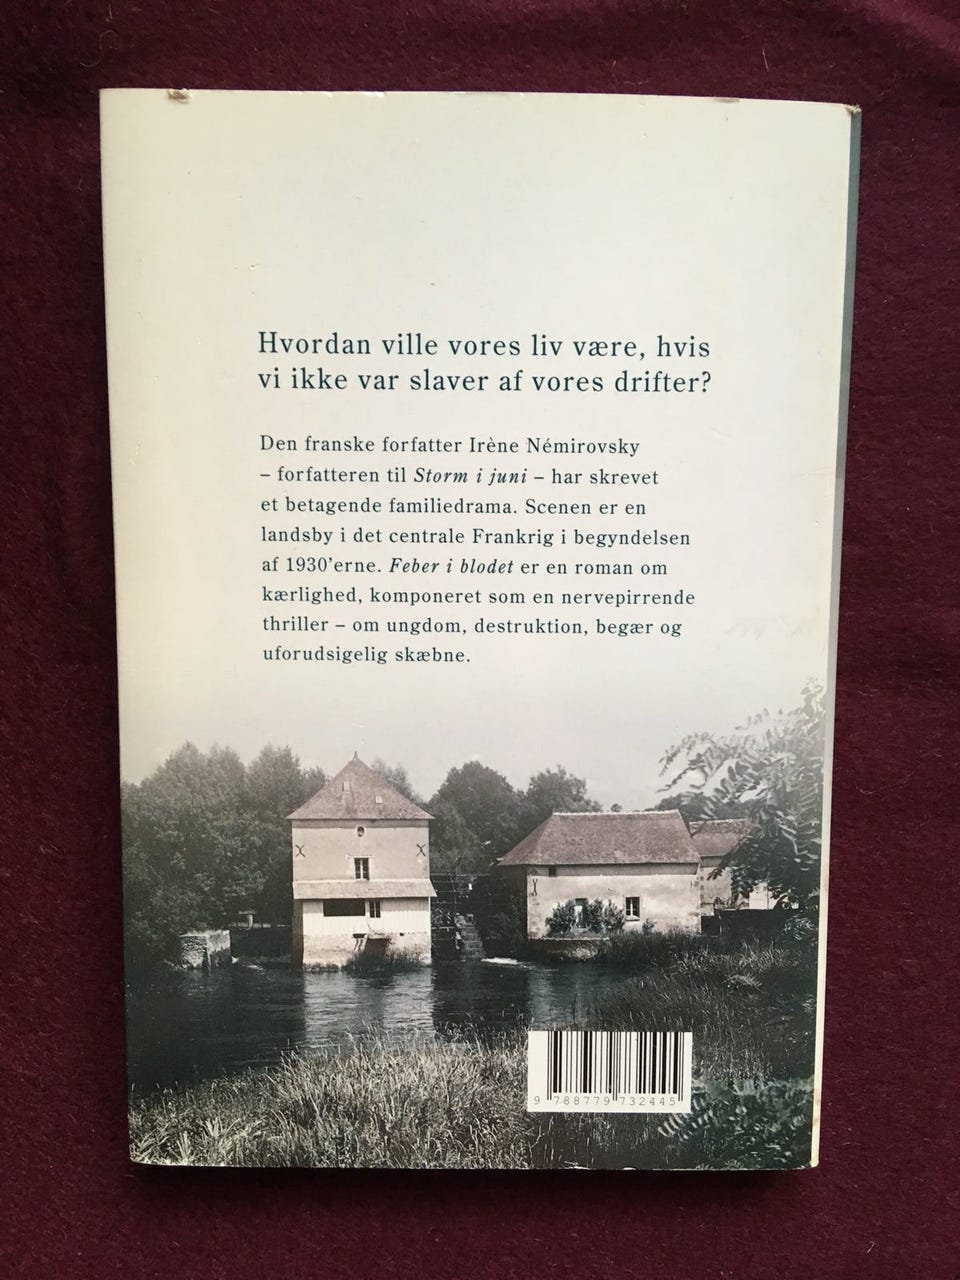 Hvordan ville vores liv være, hvis
vi ikke var slaver af vores drifter?
Den franske forfatter Irène Némirovsky
– forfatteren til Storm i juni – har skrevet
et betagende familiedrama. Scenen er en
landsby i det centrale Frankrig i begyndelsen
af 1930’erne. Feber i blodet er en roman om
kærlighed, komponeret som en nervepirrende
thriller – om ungdom, destruktion, begær og
uforudsigelig skæbne.
9 788779 732445